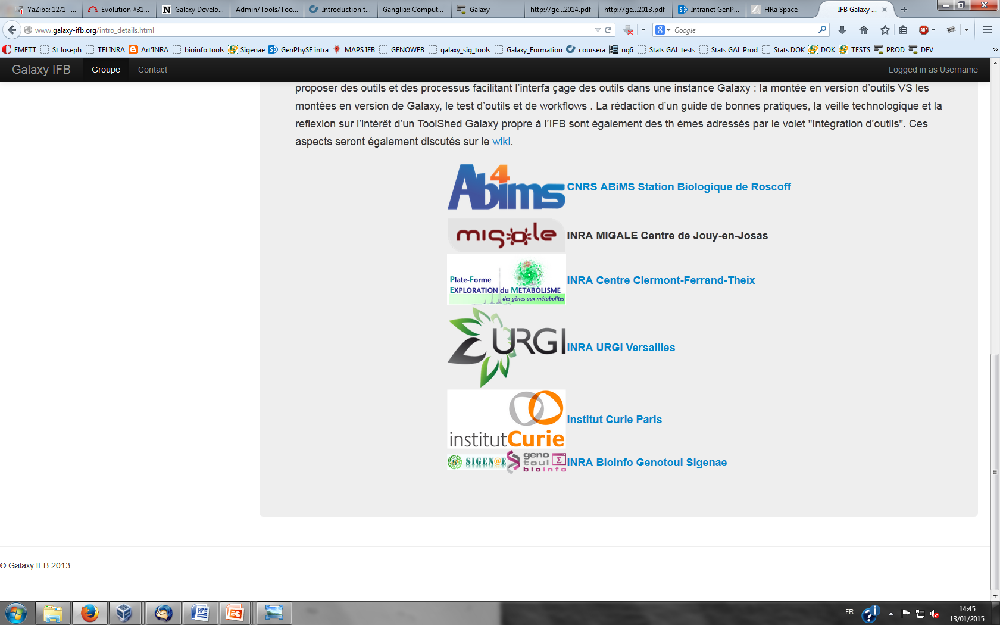 YaZiba: 12/1 -...
Evolution #31...
Galaxy Develo...
Admin/Tools/Too...
Introduction t...
Ganglia:: Comput...
Galaxy
http://ge...2014.pdf
http://ge...2013.pdf
Intranet GenP...
HRa Space
IFB Galaxy ...
www.galaxy-ifb.org/intro_details.html
Google
EMETT
St Joseph
TEI INRA
Art'INRA
bioinfo tools
Sigenae
GenPhySE intra
MAPS IFB
GENOWEB
galaxy_sig_tools
Galaxy_Formation
coursera
ng6
Stats GAL tests
Stats GAL Prod
Stats DOK
DOK
TESTS
PROD
DEV
Galaxy IFB
Groupe
Contact
Logged in as Username
proposer des outils et des processus facilitant l'interfa çage des outils dans une instance Galaxy : la montée en version d'outils VS les
montées en version de Galaxy, le test d'outils et de workflows . La rédaction d'un guide de bonnes pratiques, la veille technologique et la
reflexion sur l'intérêt d'un ToolShed Galaxy propre à l'IFB sont également des th èmes adressés par le volet "Intégration d'outils". Ces
aspects seront également discutés sur le wiki.
Abims 4
CNRS ABiMS Station Biologique de Roscoff
migale
INRA MIGALE Centre de Jouy-en-Josas
Plate-Forme
EXPLORATION du METABOLISME
des gènes aux métabolites
INRA Centre Clermont-Ferrand-Theix
URGI
INRA URGI Versailles
institutCurie
Institut Curie Paris
SIGEN@E
geno
toul
bioinfo
Σ
INRA BioInfo Genotoul Sigenae
© Galaxy IFB 2013
FR
14:45
13/01/2015